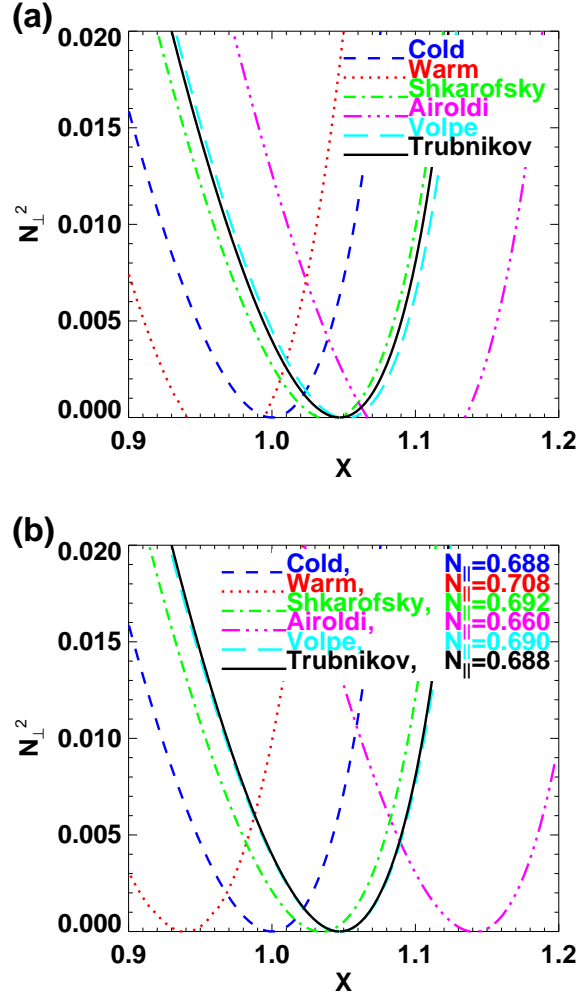 (a)
0.020
0.015
0.010
0.005
0.000
N⊥²
Cold
Warm
Shkarofsky
Airoldi
Volpe
Trubnikov
0.9 1.0 1.1 1.2
X
(b)
0.020
0.015
0.010
0.005
0.000
N⊥²
Cold, N||=0.688
Warm, N||=0.708
Shkarofsky, N||=0.692
Airoldi, N||=0.660
Volpe, N||=0.690
Trubnikov, N||=0.688
0.9 1.0 1.1 1.2
X